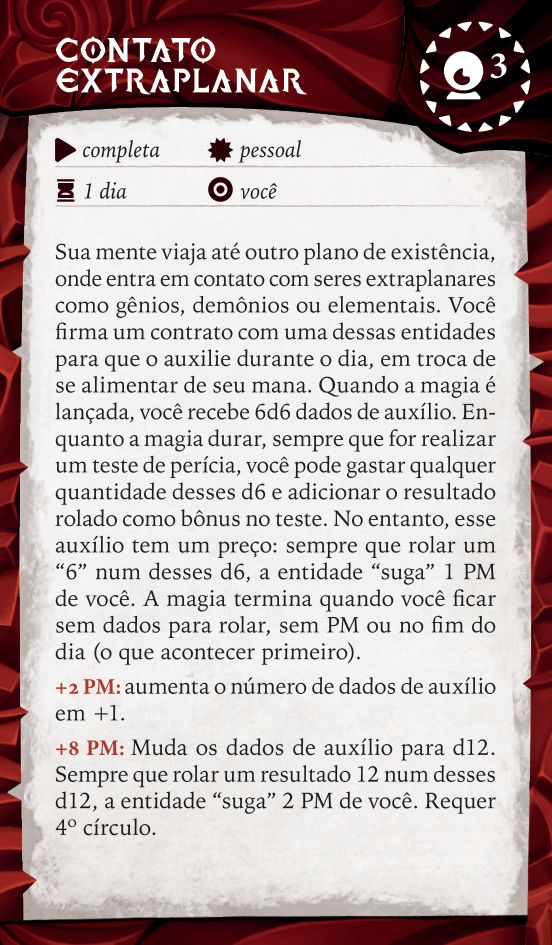 CONTATO
EXTRAPLANAR
3
completa
pessoal
1 dia
você
Sua mente viaja até outro plano de existência,
onde entra em contato com seres extraplanares
como gênios, demônios ou elementais. Você
firma um contrato com uma dessas entidades
para que o auxilie durante o dia, em troca de
se alimentar de seu mana. Quando a magia é
lançada, você recebe 6d6 dados de auxílio. En-
quanto a magia durar, sempre que for realizar
um teste de perícia, você pode gastar qualquer
quantidade desses d6 e adicionar o resultado
rolado como bônus no teste. No entanto, esse
auxílio tem um preço: sempre que rolar um
“6” num desses d6, a entidade “suga” 1 PM
de você. A magia termina quando você ficar
sem dados para rolar, sem PM ou no fim do
dia (o que acontecer primeiro).
+2 PM: aumenta o número de dados de auxílio
em +1.
+8 PM: Muda os dados de auxílio para d12.
Sempre que rolar um resultado 12 num desses
d12, a entidade “suga” 2 PM de você. Requer
4º círculo.